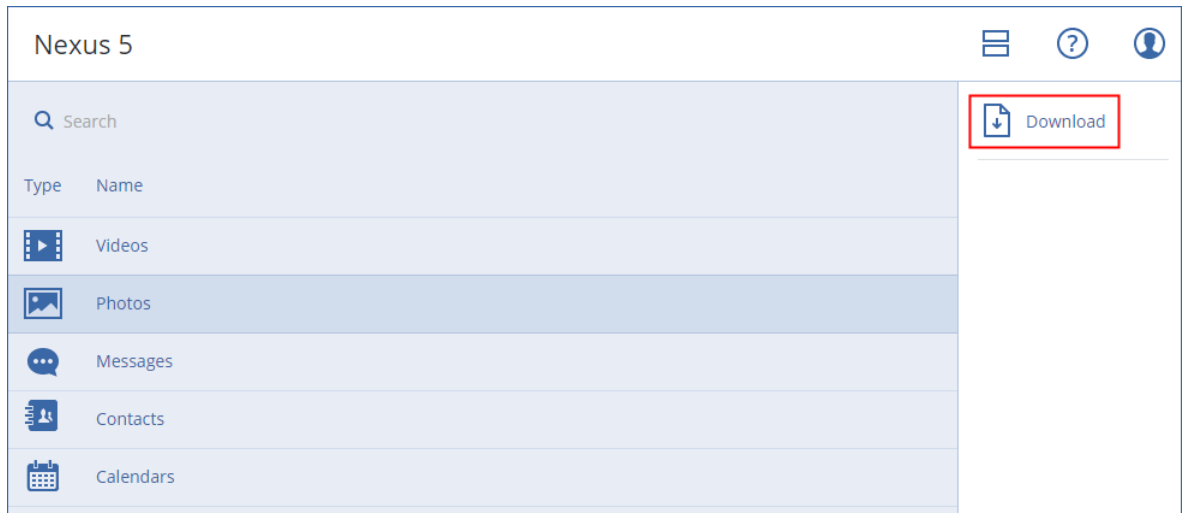 Nexus 5
Search
Download
Type Name
Videos
Photos
Messages
Contacts
Calendars